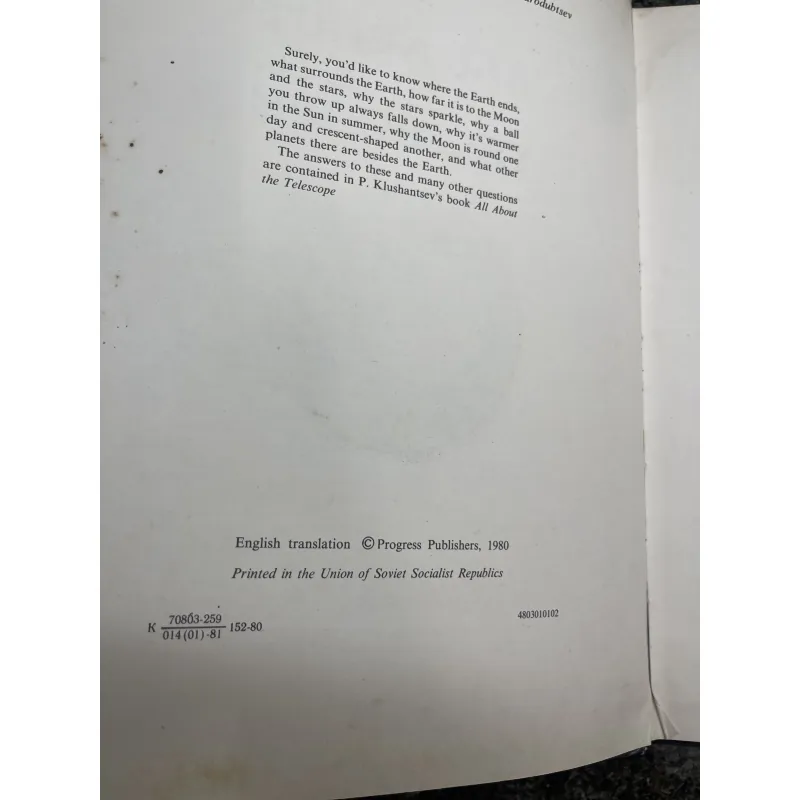 Surely, you'd like to know where the Earth ends,
what surrounds the Earth, how far it is to the Moon
and the stars, why the stars sparkle, why a ball
you throw up always falls down, why it's warmer
in the Sun in summer, why the Moon is round one
day and crescent-shaped another, and what other
planets there are besides the Earth.
The answers to these and many other questions
are contained in P. Klushantsev's book All About
the Telescope
English translation © Progress Publishers, 1980
Printed in the Union of Soviet Socialist Republics
К 70803-259
014(01)-81 152-80
4803010102